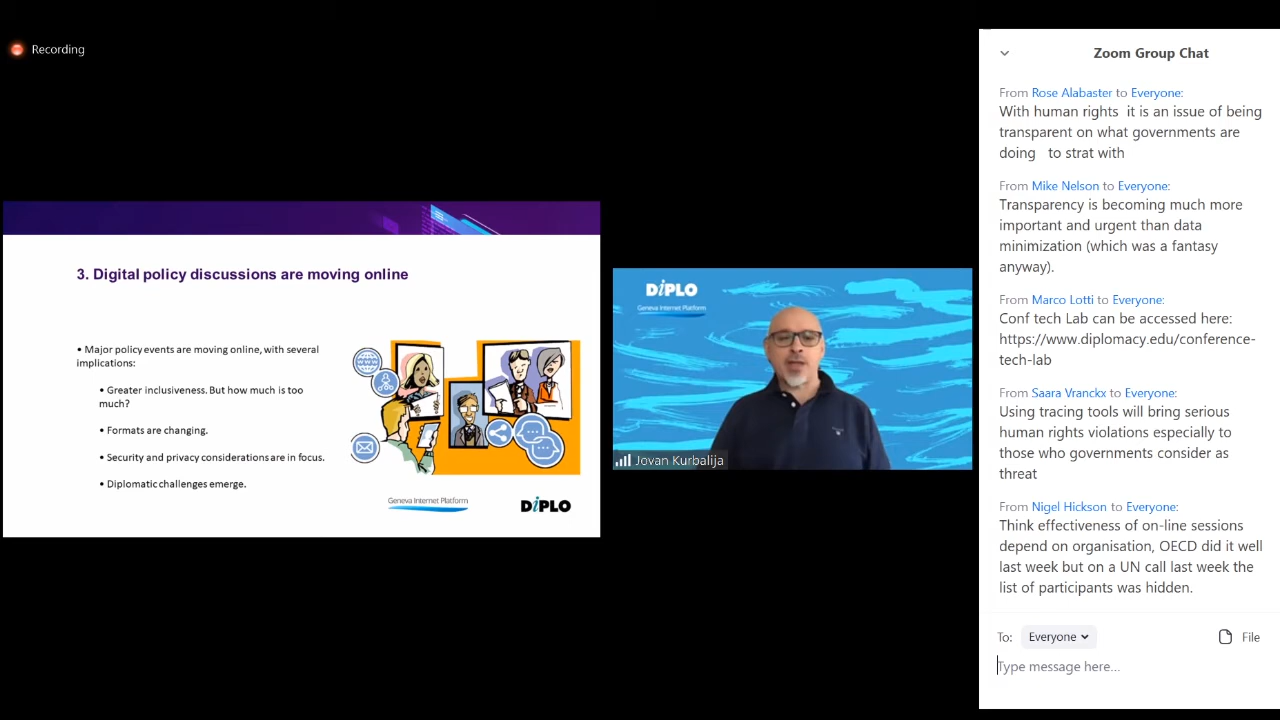 Recording
3. Digital policy discussions are moving online
• Major policy events are moving online, with several
implications:
• Greater inclusiveness. But how much is too
much?
• Formats are changing.
• Security and privacy considerations are in focus.
• Diplomatic challenges emerge.
Geneva Internet Platform
DiPLO
DiPLO
Geneva Internet Platform
Jovan Kurbalija
Zoom Group Chat
From Rose Alabaster to Everyone:
With human rights  it is an issue of being
transparent on what governments are
doing   to strat with
From Mike Nelson to Everyone:
Transparency is becoming much more
important and urgent than data
minimization (which was a fantasy
anyway).
From Marco Lotti to Everyone:
Conf tech Lab can be accessed here:
https://www.diplomacy.edu/conference-
tech-lab
From Saara Vranckx to Everyone:
Using tracing tools will bring serious
human rights violations especially to
those who governments consider as
threat
From Nigel Hickson to Everyone:
Think effectiveness of on-line sessions
depend on organisation, OECD did it well
last week but on a UN call last week the
list of participants was hidden.
To: Everyone
File
Type message here...